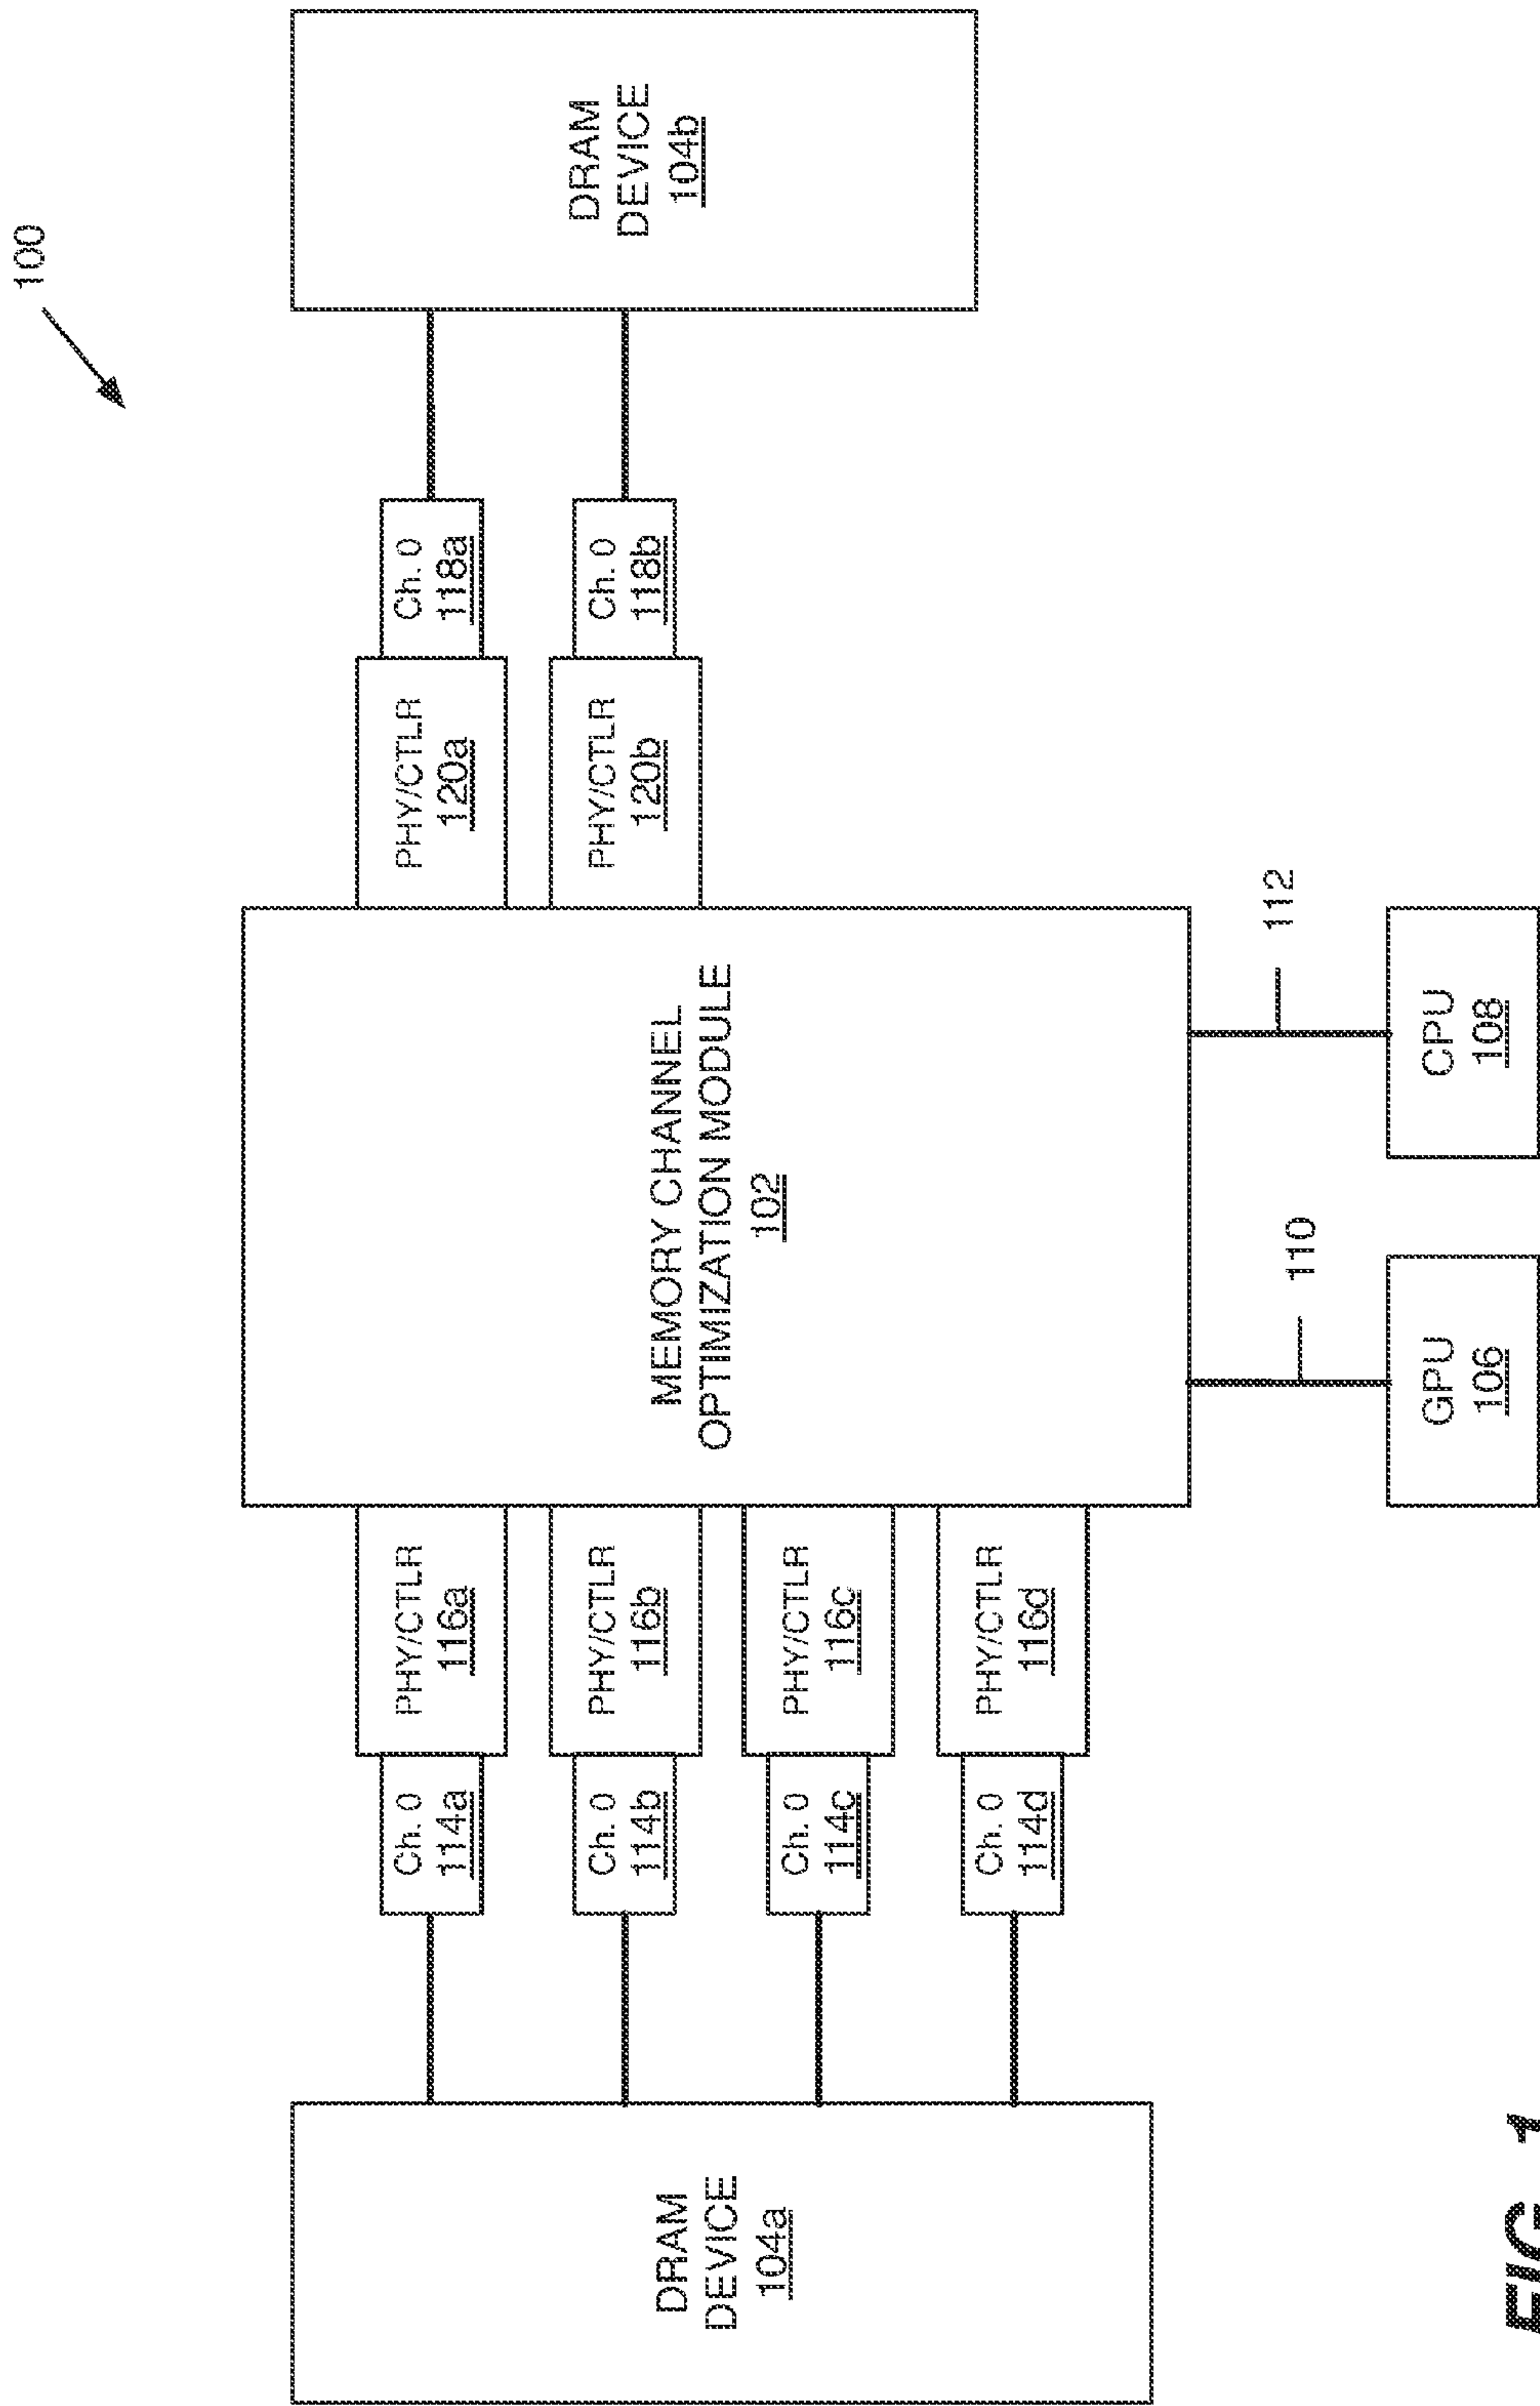 100
DRAM
DEVICE
104a
Ch. 0
114a
PHY/CTLR
116a
Ch. 0
114b
PHY/CTLR
116b
Ch. 0
114c
PHY/CTLR
116c
Ch. 0
114d
PHY/CTLR
116d
MEMORY CHANNEL
OPTIMIZATION MODULE
102
PHY/CTLR
120a
Ch. 0
118a
PHY/CTLR
120b
Ch. 0
118b
DRAM
DEVICE
104b
110
112
GPU
106
CPU
108
FIG. 1